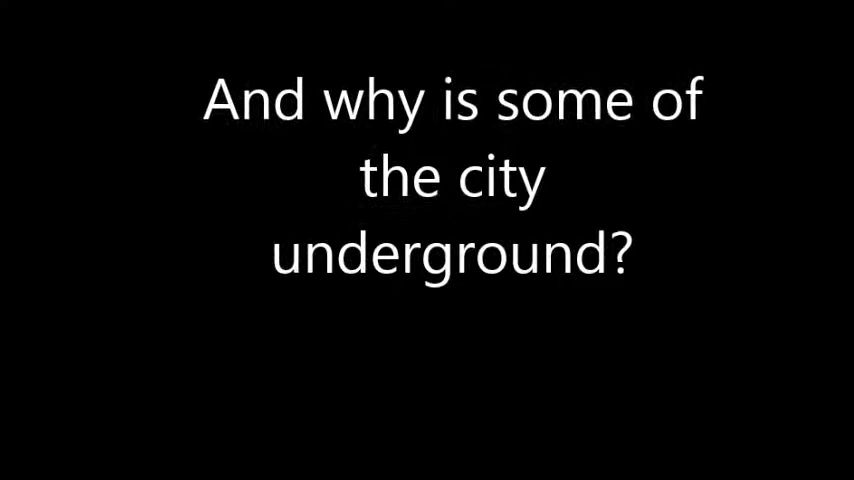 And why is some of
the city
underground?